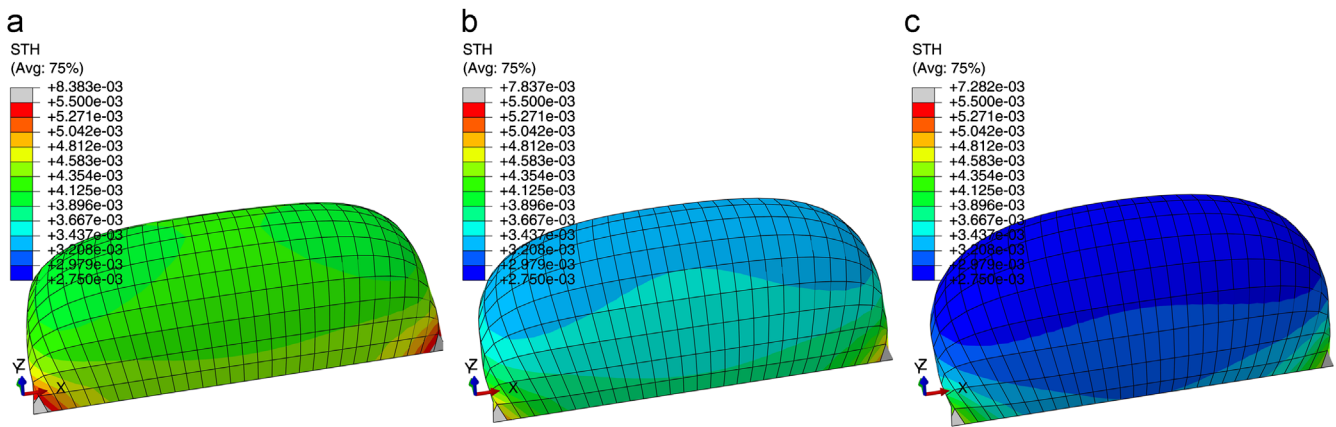 a
STH
(Avg: 75%)
+8.383e-03
+5.500e-03
+5.271e-03
+5.042e-03
+4.812e-03
+4.583e-03
+4.354e-03
+4.125e-03
+3.896e-03
+3.667e-03
+3.437e-03
+3.208e-03
+2.979e-03
+2.750e-03
Y Z
X
b
STH
(Avg: 75%)
+7.837e-03
+5.500e-03
+5.271e-03
+5.042e-03
+4.812e-03
+4.583e-03
+4.354e-03
+4.125e-03
+3.896e-03
+3.667e-03
+3.437e-03
+3.208e-03
+2.979e-03
+2.750e-03
Y Z
X
c
STH
(Avg: 75%)
+7.282e-03
+5.500e-03
+5.271e-03
+5.042e-03
+4.812e-03
+4.583e-03
+4.354e-03
+4.125e-03
+3.896e-03
+3.667e-03
+3.437e-03
+3.208e-03
+2.979e-03
+2.750e-03
Y Z
X